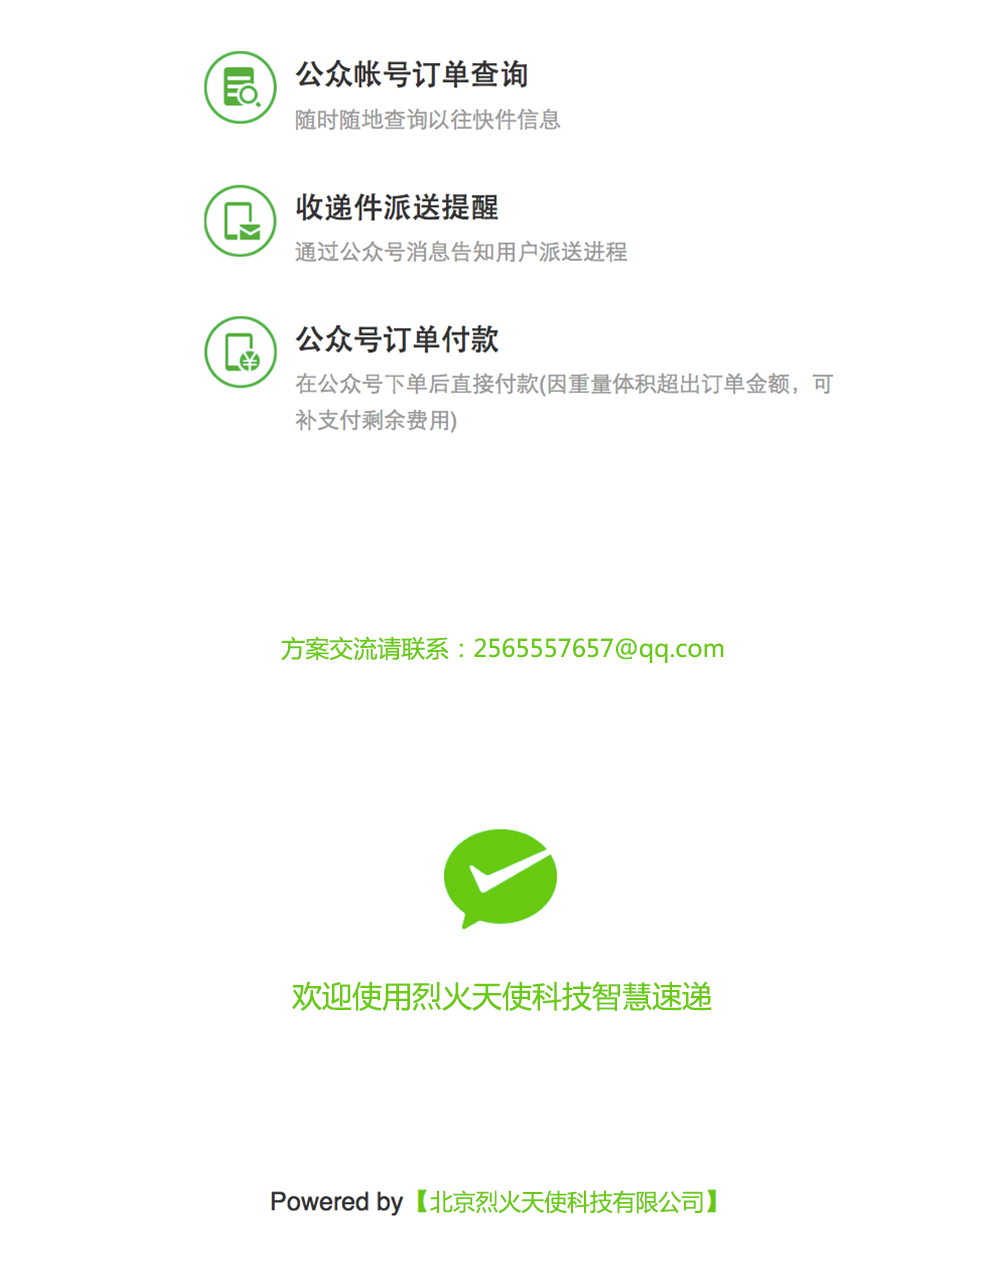 公众帐号订单查询
随时随地查询以往快件信息
收递件派送提醒
通过公众号消息告知用户派送进程
公众号订单付款
在公众号下单后直接付款(因重量体积超出订单金额，可
补支付剩余费用)
方案交流请联系：2565557657@qq.com
欢迎使用烈火天使科技智慧速递
Powered by【北京烈火天使科技有限公司】